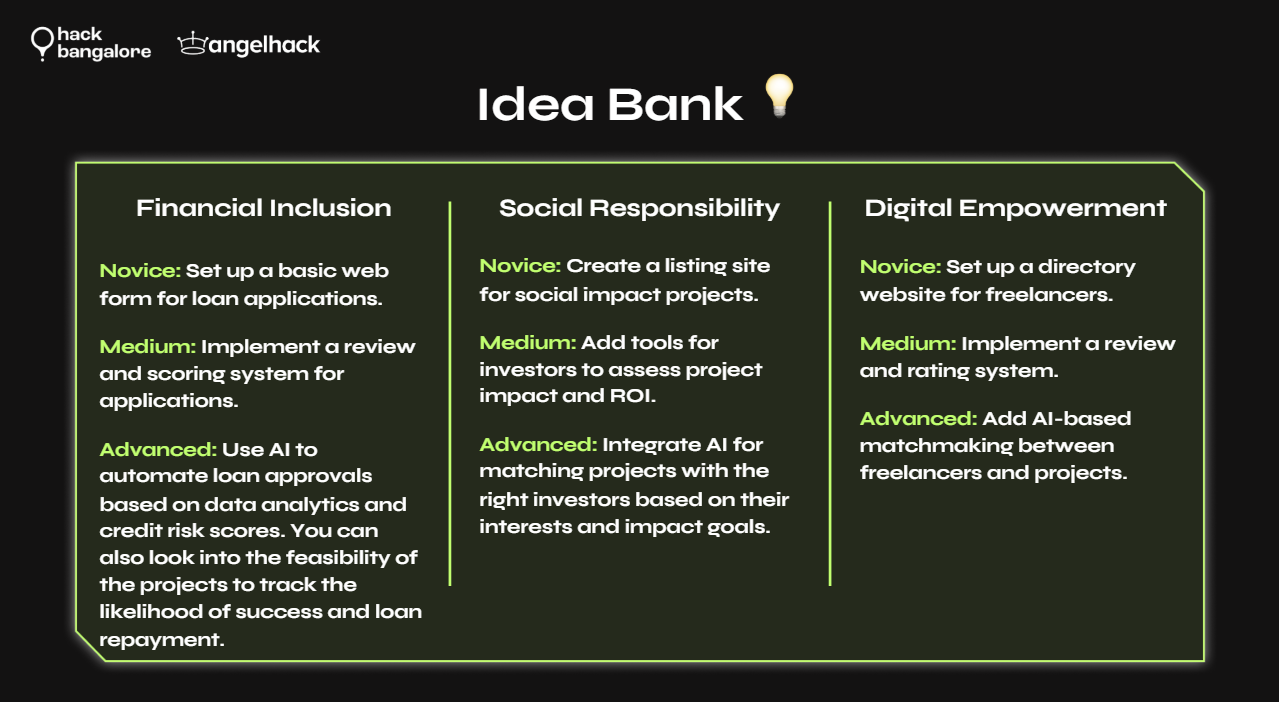 hack
bangalore
angelhack
Idea Bank
Financial Inclusion
Novice: Set up a basic web
form for loan applications.
Medium: Implement a review
and scoring system for
applications.
Advanced: Use AI to
automate loan approvals
based on data analytics and
credit risk scores. You can
also look into the feasibility of
the projects to track the
likelihood of success and loan
repayment.
Social Responsibility
Novice: Create a listing site
for social impact projects.
Medium: Add tools for
investors to assess project
impact and ROI.
Advanced: Integrate AI for
matching projects with the
right investors based on their
interests and impact goals.
Digital Empowerment
Novice: Set up a directory
website for freelancers.
Medium: Implement a review
and rating system.
Advanced: Add AI-based
matchmaking between
freelancers and projects.